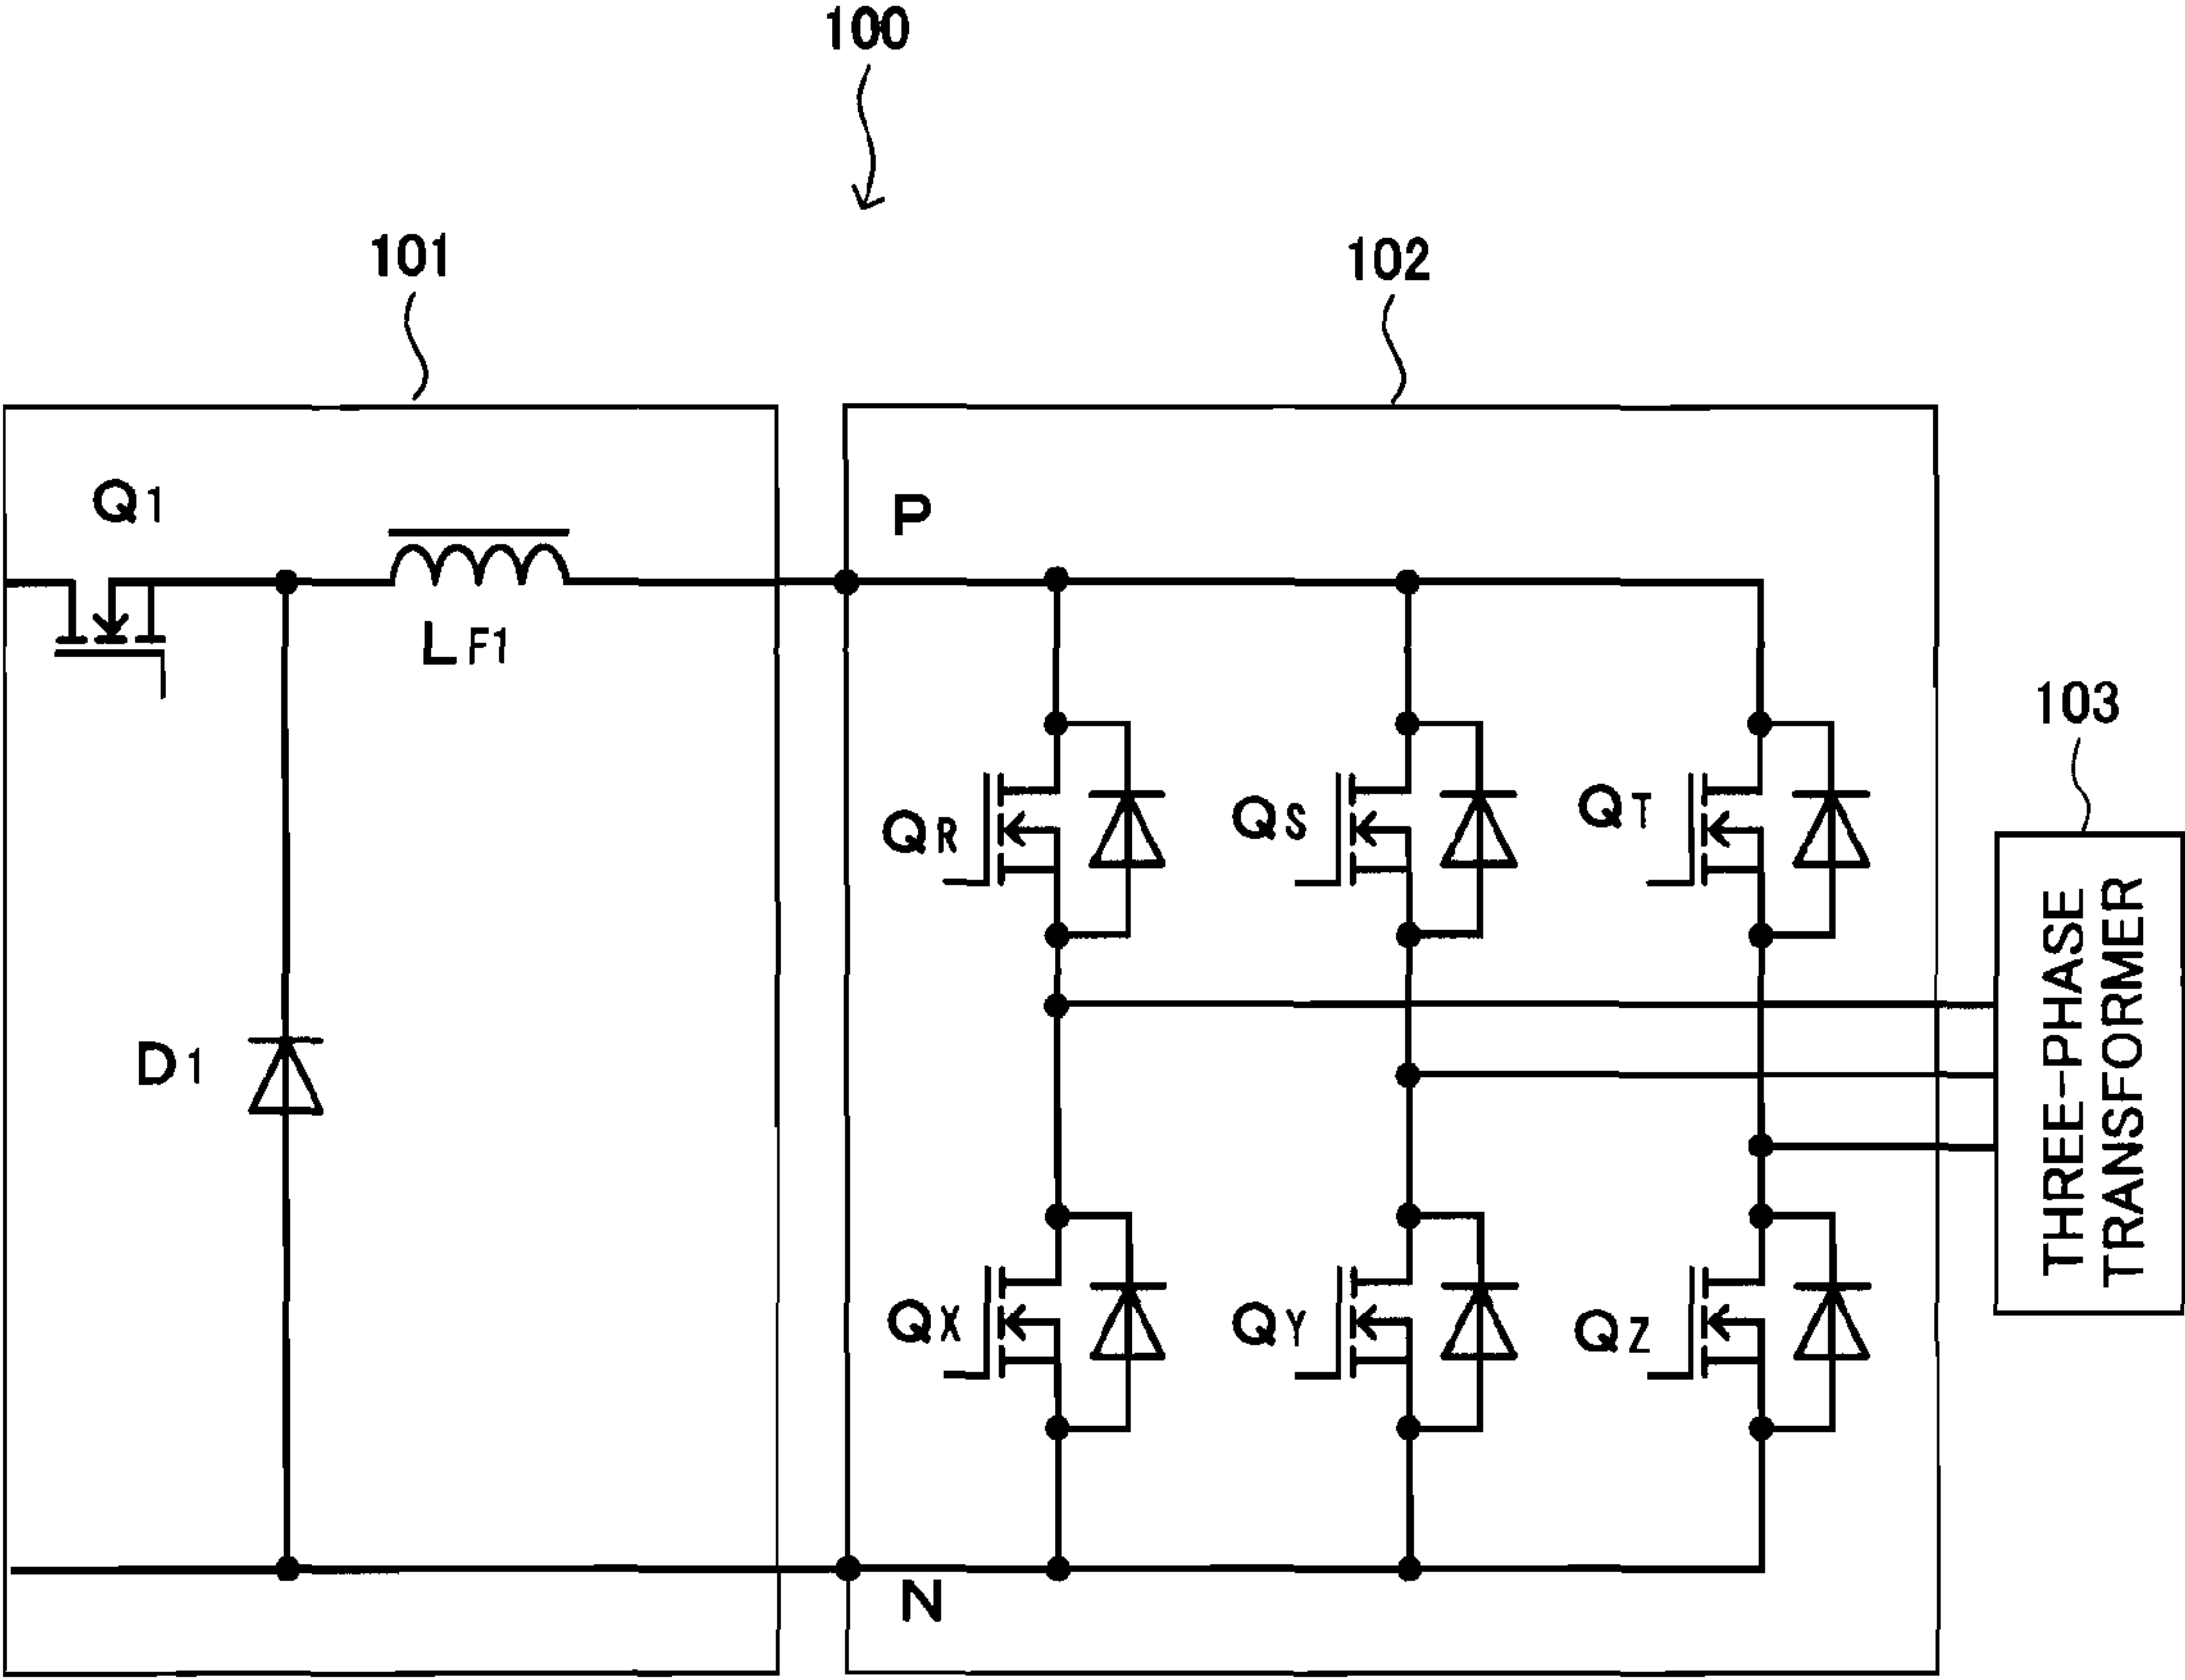 100
101
102
Q1
P
LF1
103
QR
QS
QT
THREE-PHASE
TRANSFORMER
D1
QX
QY
QZ
N